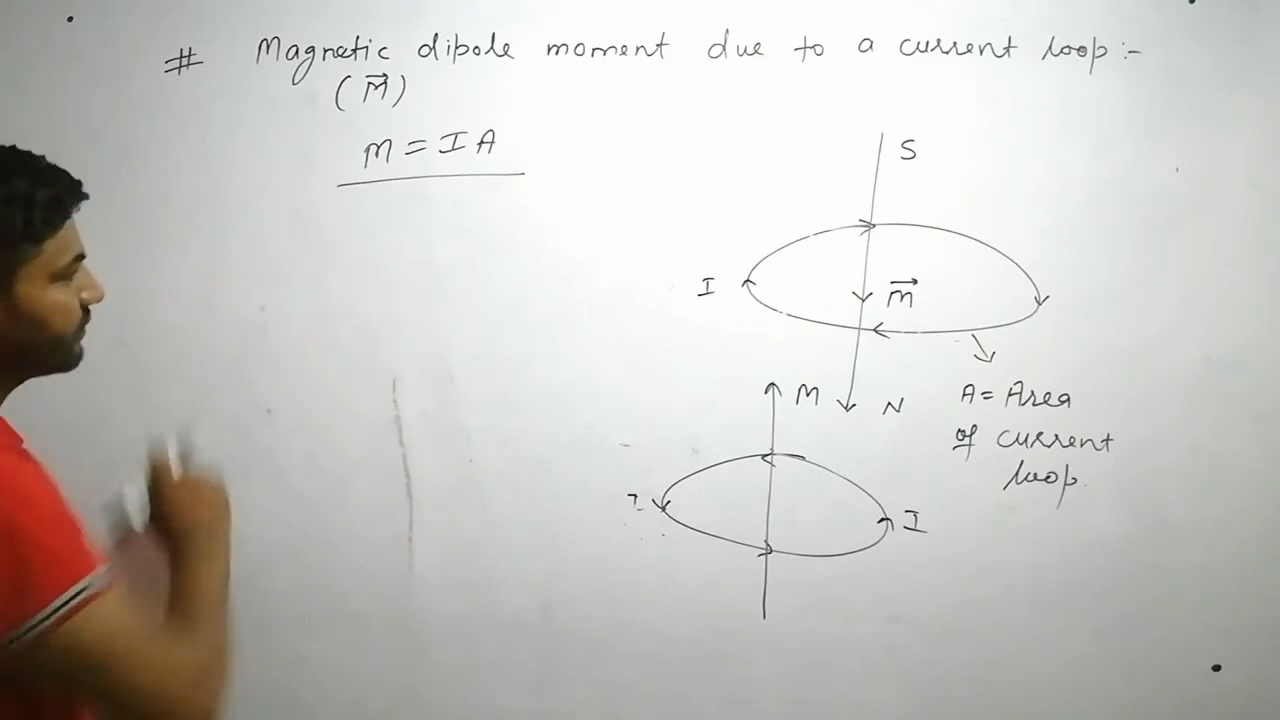 # Magnetic dipole moment due to a current loop :-
(M⃗)
M = I A
S
I
M⃗
M
N
A = Area
of current
loop.
I
I